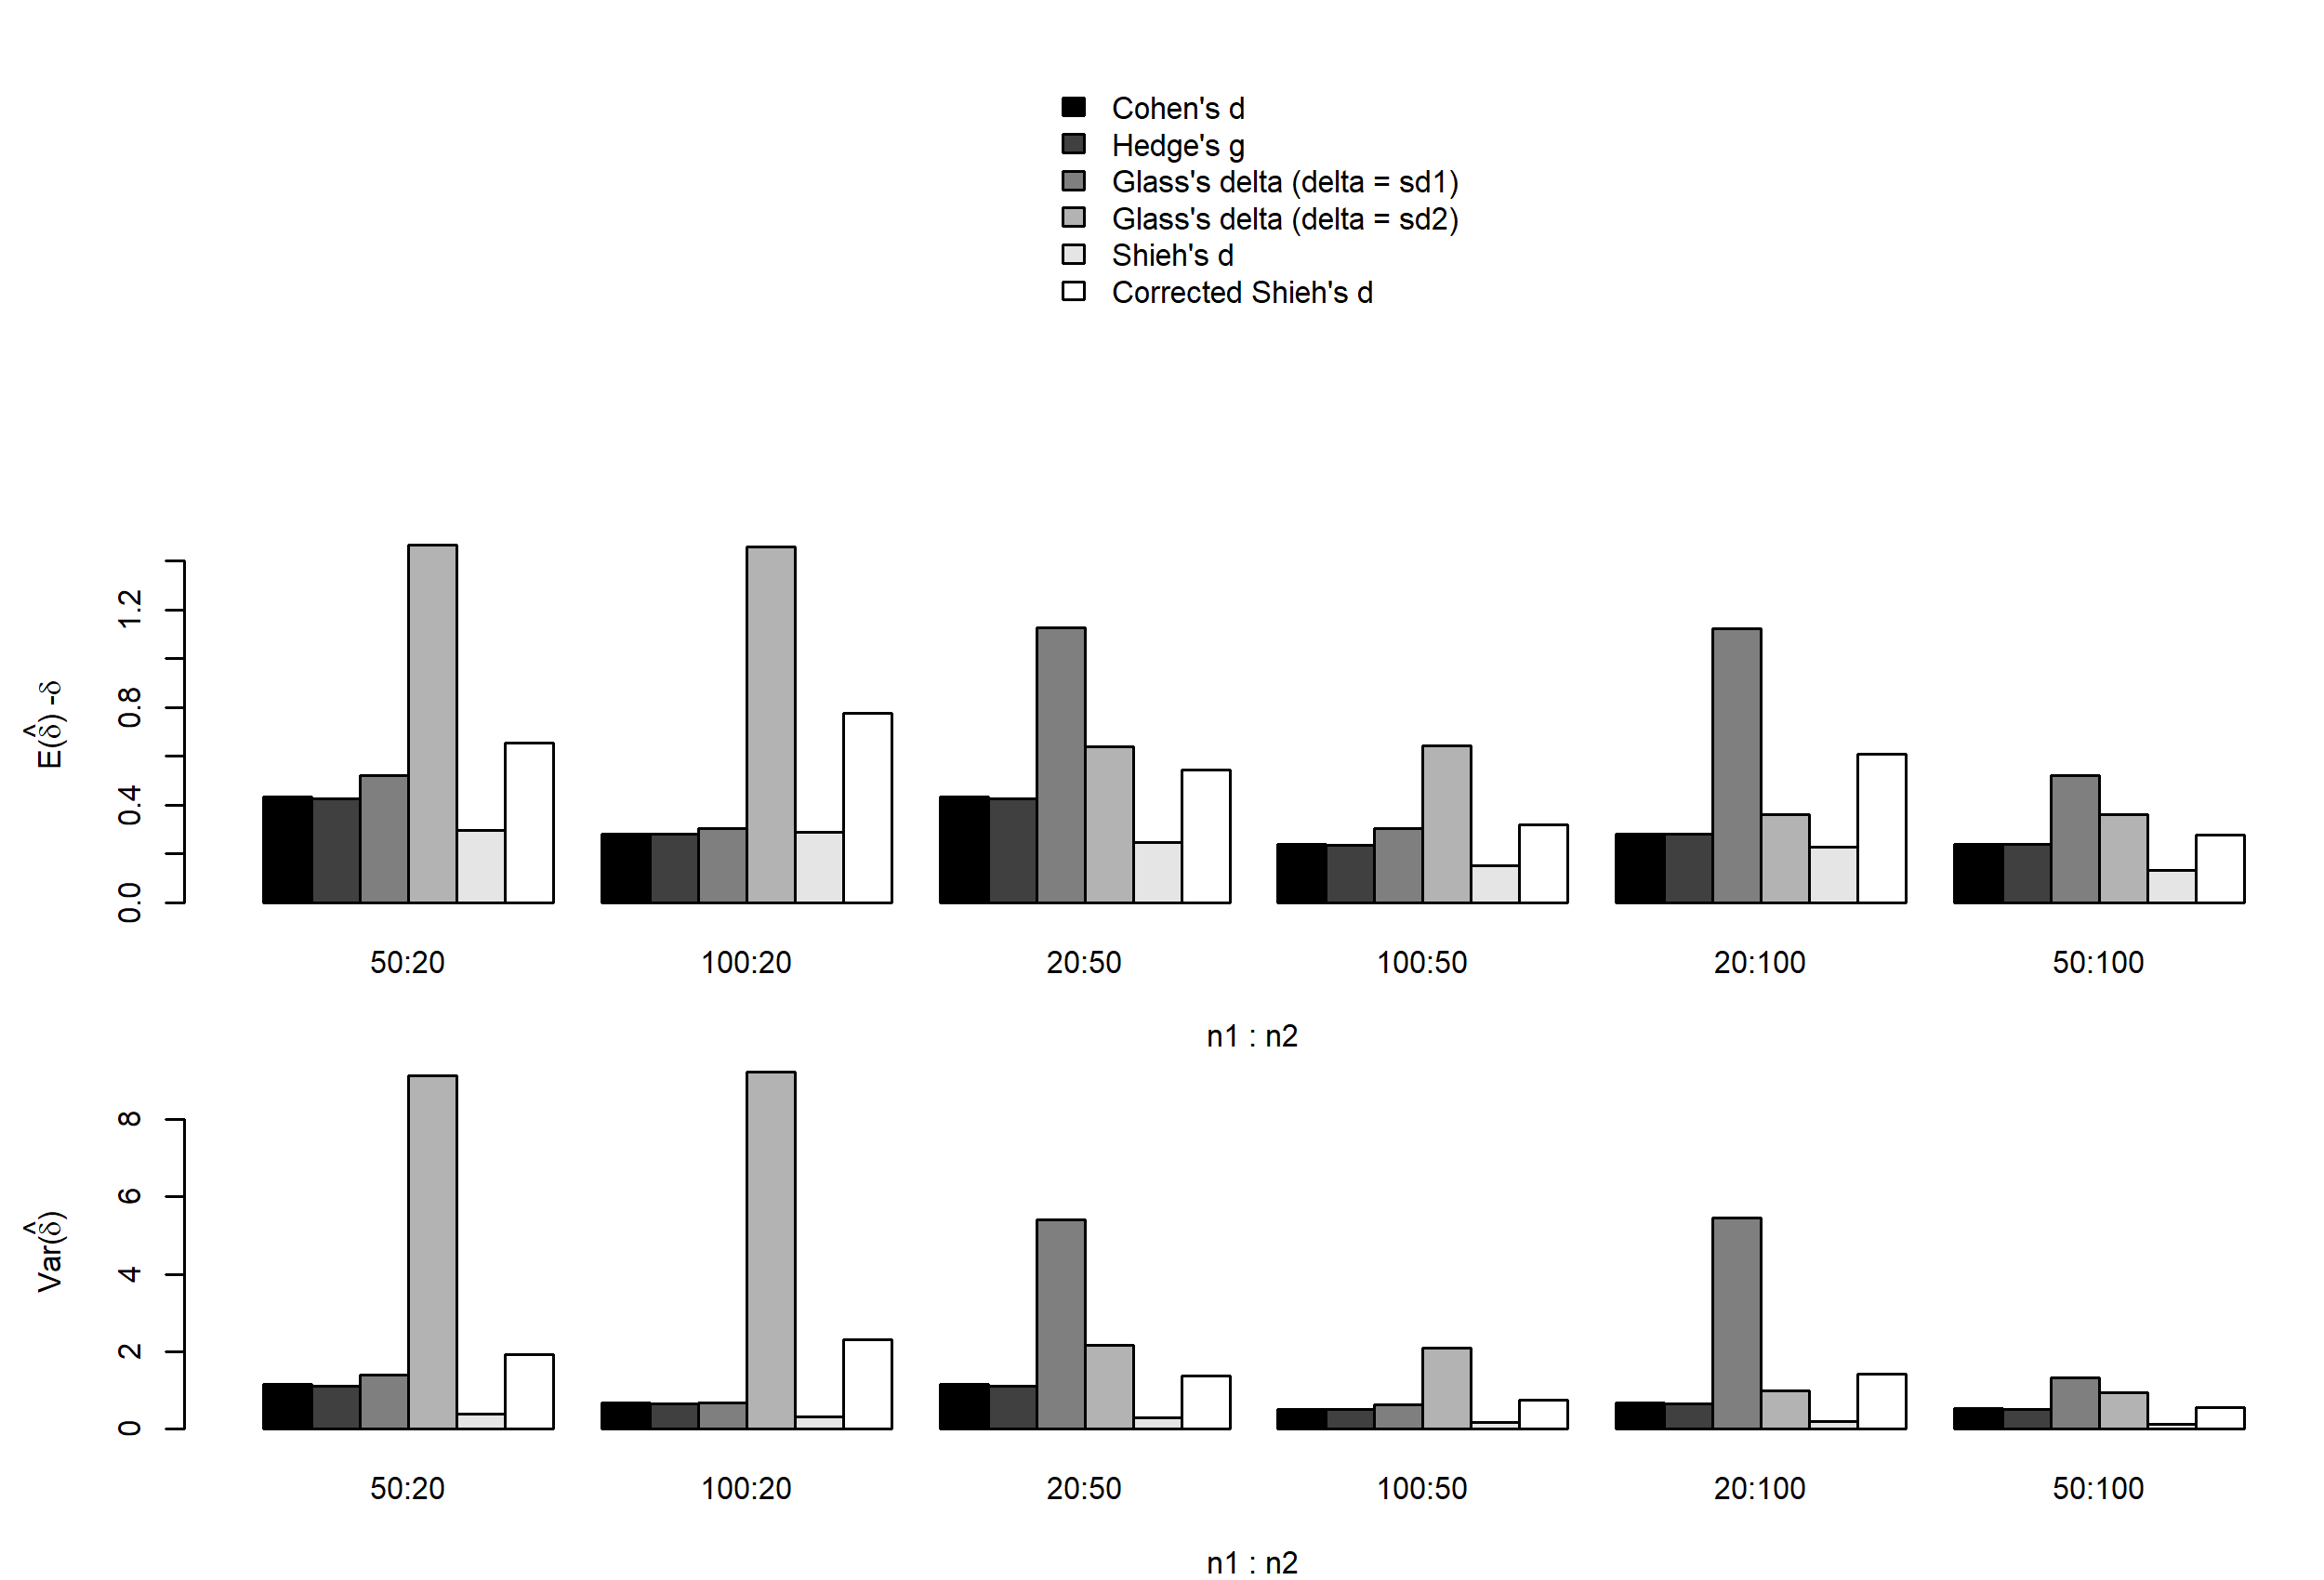 Cohen's d
Hedge's g
Glass's delta (delta = sd1)
Glass's delta (delta = sd2)
Shieh's d
Corrected Shieh's d
E(δ̂) -δ
1.2
0.8
0.4
0.0
50:20 100:20 20:50 100:50 20:100 50:100
n1 : n2
Var(δ̂)
8
6
4
2
0
50:20 100:20 20:50 100:50 20:100 50:100
n1 : n2